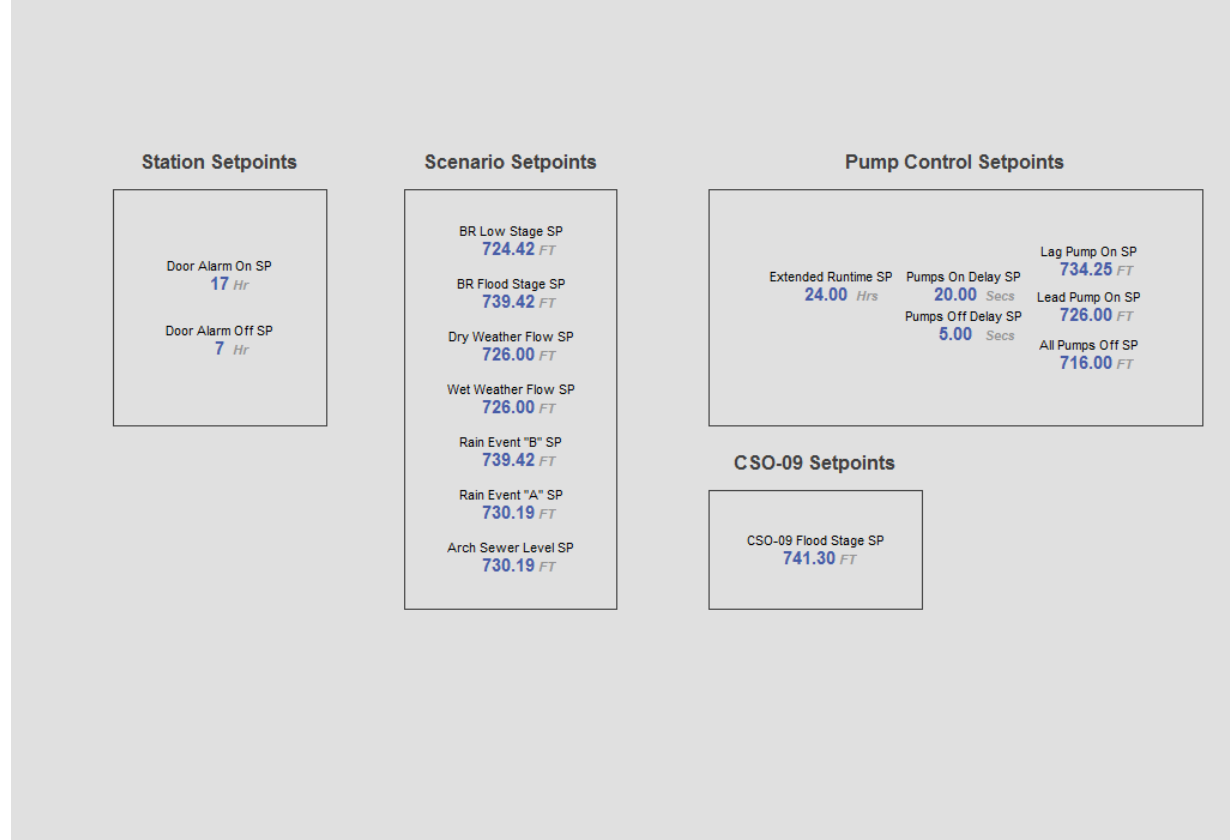 Station Setpoints
Door Alarm On SP
17 Hr
Door Alarm Off SP
7 Hr
Scenario Setpoints
BR Low Stage SP
724.42 FT
BR Flood Stage SP
739.42 FT
Dry Weather Flow SP
726.00 FT
Wet Weather Flow SP
726.00 FT
Rain Event "B" SP
739.42 FT
Rain Event "A" SP
730.19 FT
Arch Sewer Level SP
730.19 FT
Pump Control Setpoints
Extended Runtime SP
24.00 Hrs
Pumps On Delay SP
20.00 Secs
Pumps Off Delay SP
5.00 Secs
Lag Pump On SP
734.25 FT
Lead Pump On SP
726.00 FT
All Pumps Off SP
716.00 FT
CSO-09 Setpoints
CSO-09 Flood Stage SP
741.30 FT